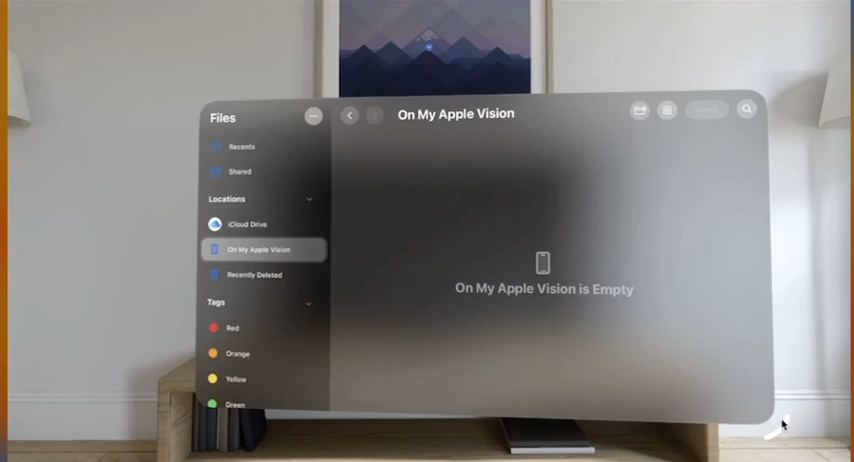 Files
On My Apple Vision
Select
Recents
Shared
Locations
iCloud Drive
On My Apple Vision
Recently Deleted
On My Apple Vision is Empty
Tags
Red
Orange
Yellow
Green